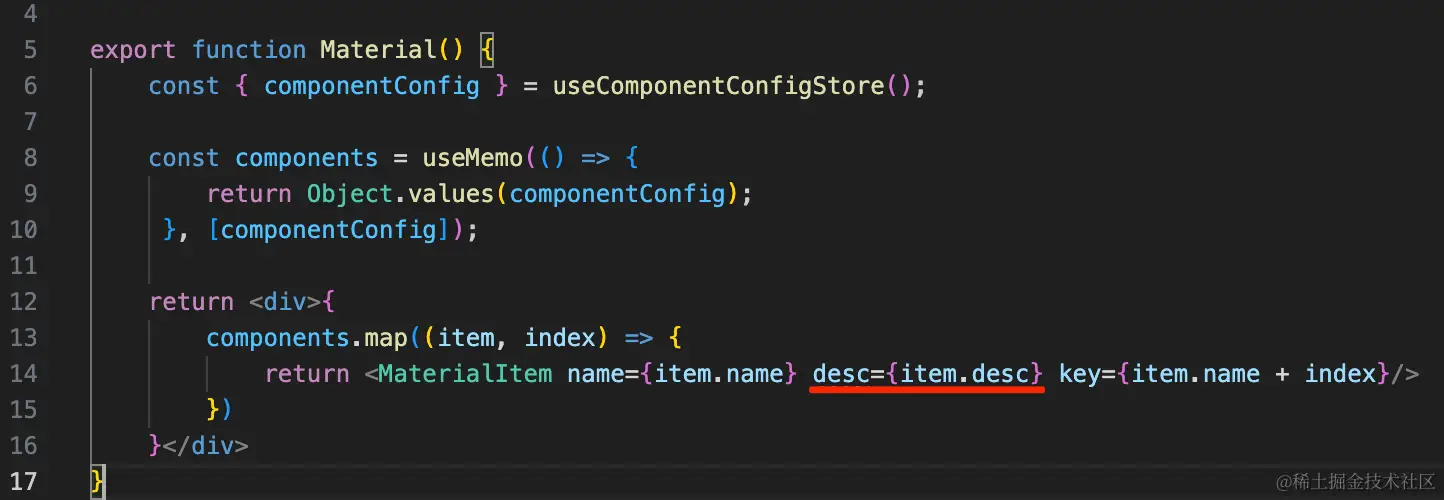 4
5 export function Material() {
6 const { componentConfig } = useComponentConfigStore();
7
8 const components = useMemo(() => {
9 return Object.values(componentConfig);
10 }, [componentConfig]);
11
12 return <div>{
13 components.map((item, index) => {
14 return <MaterialItem name={item.name} desc={item.desc} key={item.name + index}/>
15 })
16 }</div>
17 }
@稀土掘金技术社区